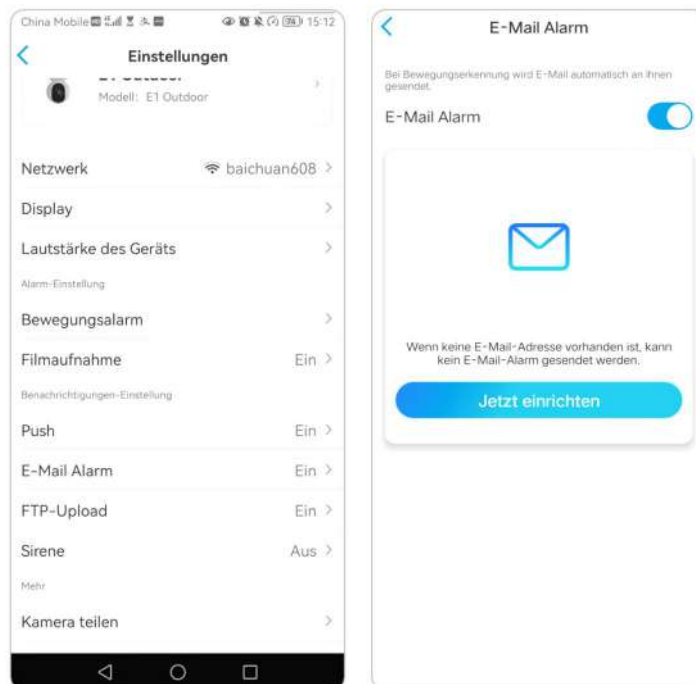 China Mobile 74 15:12
Einstellungen
E1 Outdoor
Modell: E1 Outdoor
Netzwerk baichuan608
Display
Lautstärke des Geräts
Alarm-Einstellung
Bewegungsalarm
Filmaufnahme Ein
Benachrichtigungen-Einstellung
Push Ein
E-Mail Alarm Ein
FTP-Upload Ein
Sirene Aus
Mehr
Kamera teilen
E-Mail Alarm
Bei Bewegungserkennung wird E-Mail automatisch an Ihnen
gesendet.
E-Mail Alarm
Wenn keine E-Mail-Adresse vorhanden ist, kann
kein E-Mail-Alarm gesendet werden.
Jetzt einrichten